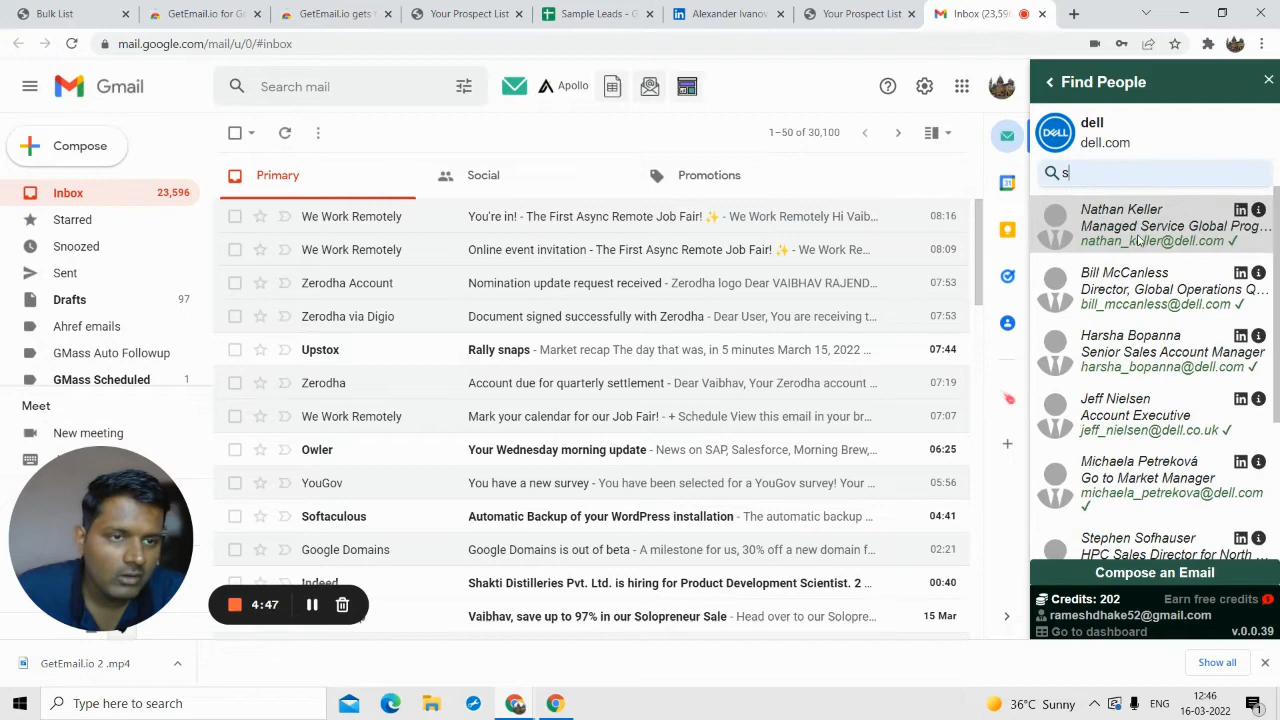 Bulk List
GetEmail.io for G
GetEmail.io gets
Your Prospect List
Sample Leads - G
Alexander Ivanov
Your Prospect List
Inbox (23,59
mail.google.com/mail/u/0/#inbox
Gmail
Search mail
Apollo
Compose
1–50 of 30,100
Primary
Social
Promotions
Inbox 23,596
Starred
Snoozed
Sent
Drafts 97
Ahref emails
GMass Auto Followup
GMass Scheduled 1
Meet
New meeting
We Work Remotely You're in! - The First Async Remote Job Fair! ✨ - We Work Remotely Hi Vaib... 08:16
We Work Remotely Online event invitation - The First Async Remote Job Fair! ✨ - We Work Re... 08:09
Zerodha Account Nomination update request received - Zerodha logo Dear VAIBHAV RAJEND... 07:53
Zerodha via Digio Document signed successfully with Zerodha - Dear User, You are receiving t... 07:53
Upstox Rally snaps - Market recap The day that was, in 5 minutes March 15, 2022 ... 07:44
Zerodha Account due for quarterly settlement - Dear Vaibhav, Your Zerodha account ... 07:19
We Work Remotely Mark your calendar for our Job Fair! - + Schedule View this email in your br... 07:07
Owler Your Wednesday morning update - News on SAP, Salesforce, Morning Brew,... 06:25
YouGov You have a new survey - You have been selected for a YouGov survey! Your ... 05:56
Softaculous Automatic Backup of your WordPress installation - The automatic backup ... 04:41
Google Domains Google Domains is out of beta - A milestone for us, 30% off a new domain f... 02:21
Indeed Shakti Distilleries Pvt. Ltd. is hiring for Product Development Scientist. 2 ... 00:40
Vaibhav, save up to 97% in our Solopreneur Sale - Head over to our Solopre... 15 Mar
4:47
Find People
DELL
dell
dell.com
s
Nathan Keller
Managed Service Global Prog...
nathan_keller@dell.com ✓
Bill McCanless
Director, Global Operations Q...
bill_mccanless@dell.com ✓
Harsha Bopanna
Senior Sales Account Manager
harsha_bopanna@dell.com ✓
Jeff Nielsen
Account Executive
jeff_nielsen@dell.co.uk ✓
Michaela Petreková
Go to Market Manager
michaela_petrekova@dell.com
✓
Stephen Sofhauser
HPC Sales Director for North ...
Compose an Email
Credits: 202
Earn free credits
rameshdhake52@gmail.com
Go to dashboard
v.0.0.39
GetEmail.io 2 .mp4
Show all
Type here to search
36°C Sunny
ENG
12:46
16-03-2022
1